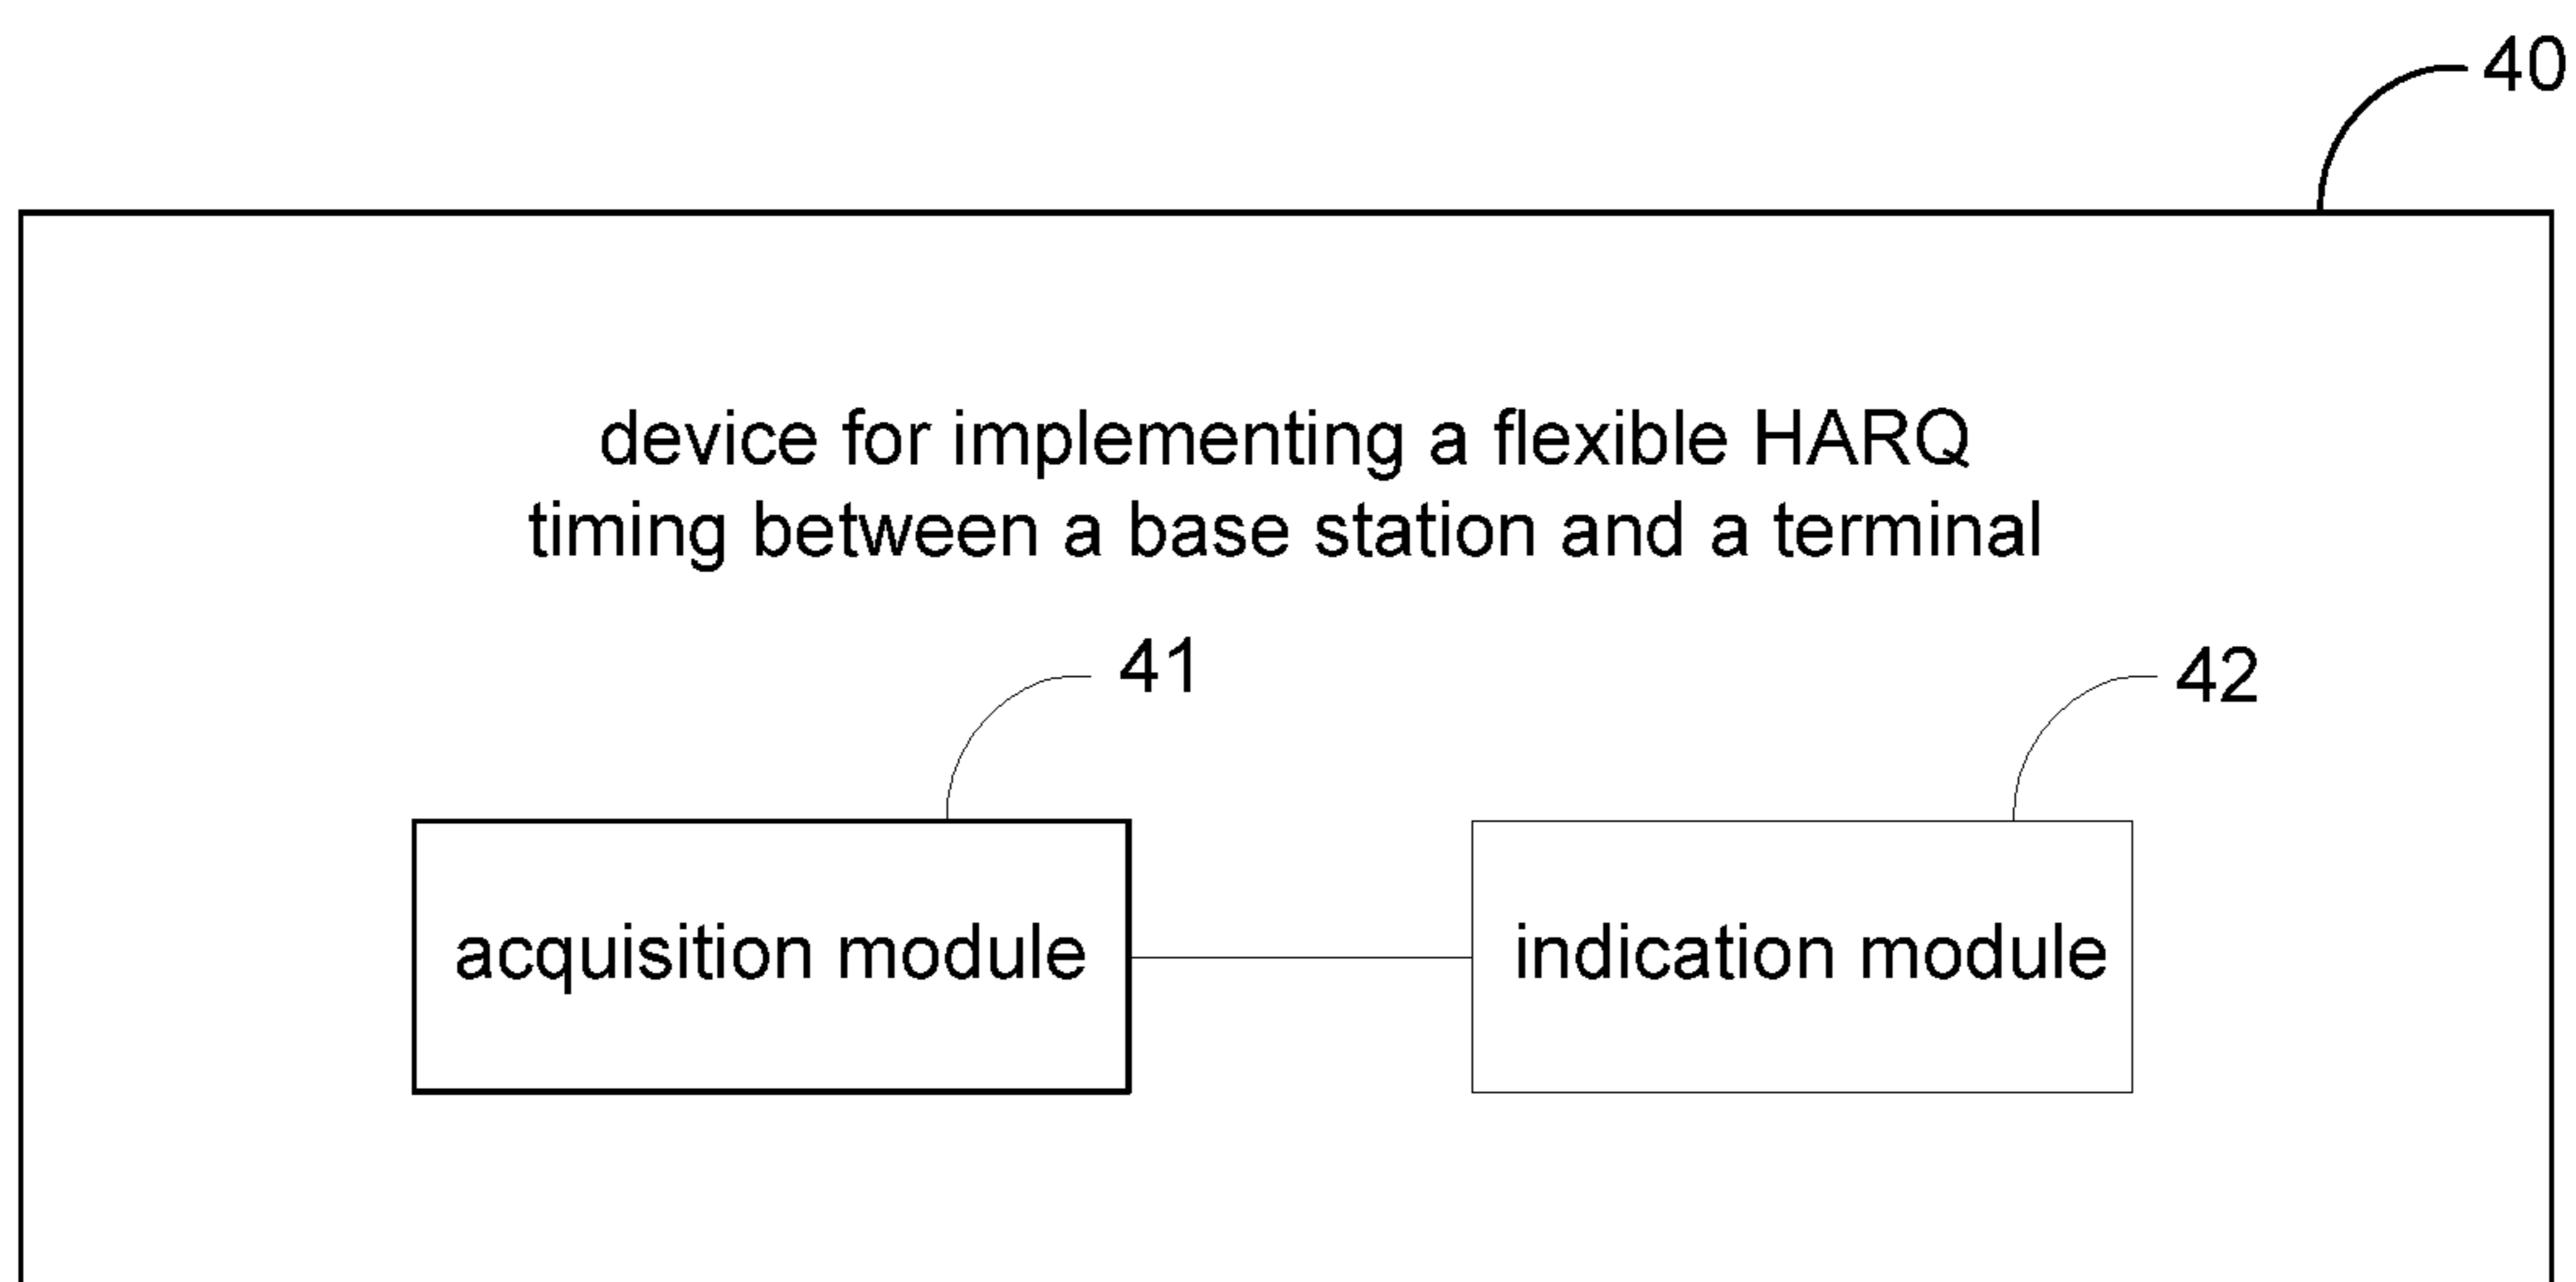 40
device for implementing a flexible HARQ
timing between a base station and a terminal
41
42
acquisition module
indication module